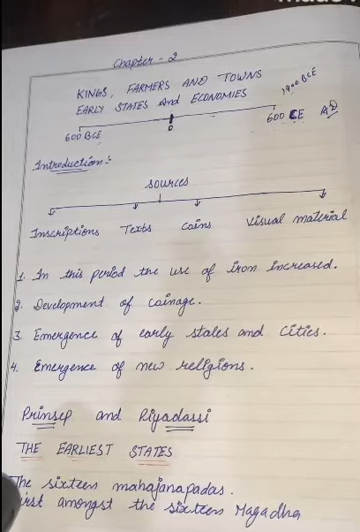 Chapter - 2
KINGS, FARMERS AND TOWNS
EARLY STATES and ECONOMIES
1900 BCE
600 BCE
0
600 CE AD
Introduction :-
sources
Inscriptions Texts Coins Visual material
1. In this period the use of iron increased.
2. Development of coinage.
3. Emergence of early states and Cities.
4. Emergence of new religions.
Prinsep and Piyadassi
THE EARLIEST STATES
The sixteen mahajanapadas.
first amongst the sixteen Magadha